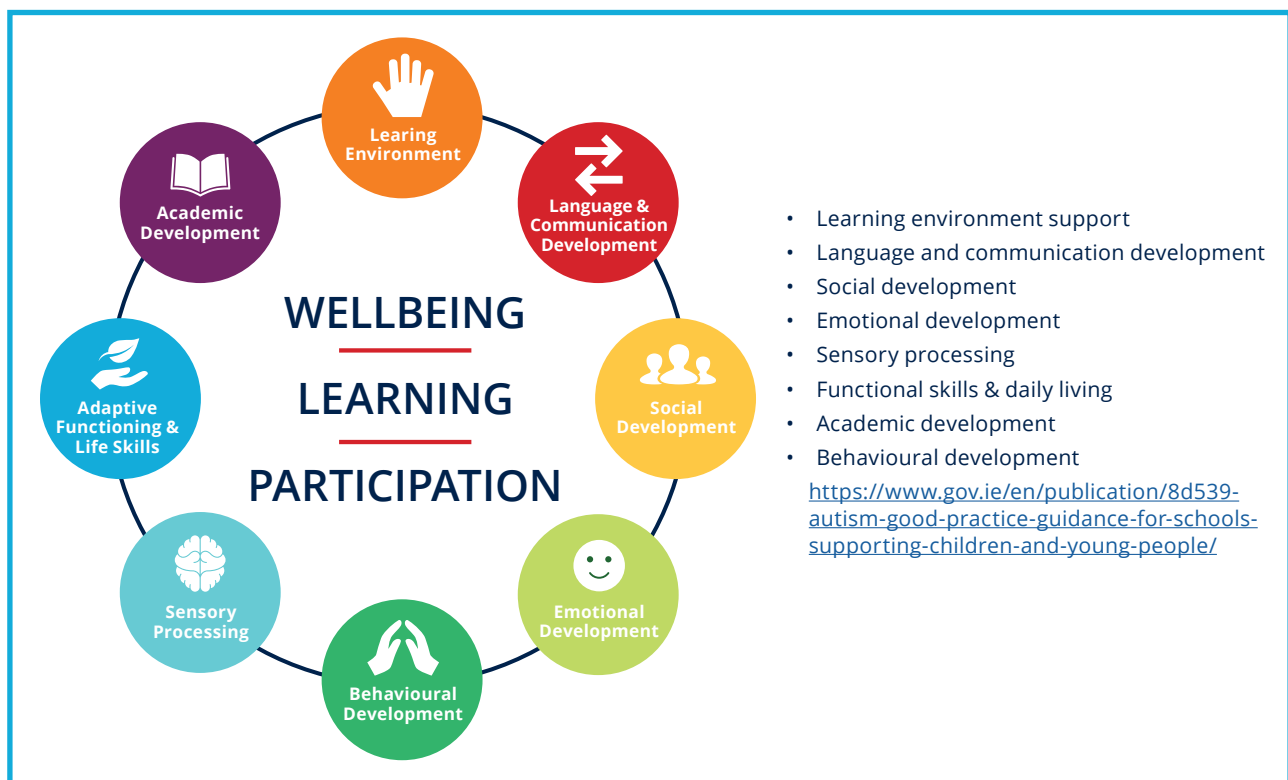 Learing
Environment
Academic
Development
Language &
Communication
Development
WELLBEING
LEARNING
PARTICIPATION
Adaptive
Functioning &
Life Skills
Social
Development
Sensory
Processing
Emotional
Development
Behavioural
Development
• Learning environment support
• Language and communication development
• Social development
• Emotional development
• Sensory processing
• Functional skills & daily living
• Academic development
• Behavioural development
https://www.gov.ie/en/publication/8d539-
autism-good-practice-guidance-for-schools-
supporting-children-and-young-people/